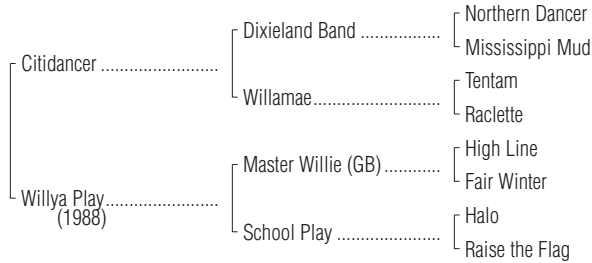 Northern Dancer
Dixieland Band ..................
Mississippi Mud
Citidancer ..........................
Tentam
Willamae.............................
Raclette
High Line
Master Willie (GB) .............
Fair Winter
Willya Play..........................
(1988)
Halo
School Play ........................
Raise the Flag